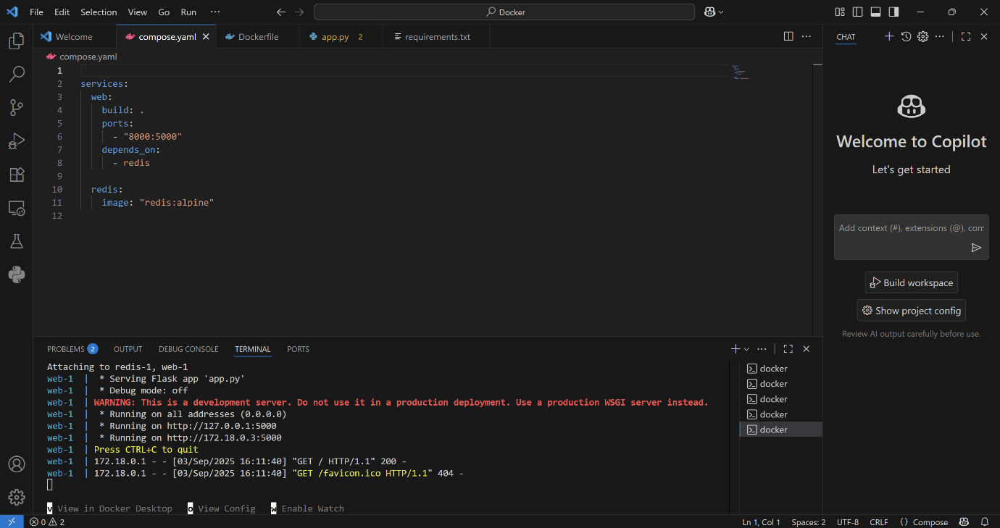 File Edit Selection View Go Run ··· Docker
Welcome compose.yaml Dockerfile app.py 2 requirements.txt
compose.yaml
1
2 services:
3 web:
4 build: .
5 ports:
6 - "8000:5000"
7 depends_on:
8 - redis
9
10 redis:
11 image: "redis:alpine"
12
PROBLEMS 2 OUTPUT DEBUG CONSOLE TERMINAL PORTS
Attaching to redis-1, web-1
web-1 | * Serving Flask app 'app.py'
web-1 | * Debug mode: off
web-1 | WARNING: This is a development server. Do not use it in a production deployment. Use a production WSGI server instead.
web-1 | * Running on all addresses (0.0.0.0)
web-1 | * Running on http://127.0.0.1:5000
web-1 | * Running on http://172.18.0.3:5000
web-1 | Press CTRL+C to quit
web-1 | 172.18.0.1 - - [03/Sep/2025 16:11:40] "GET / HTTP/1.1" 200 -
web-1 | 172.18.0.1 - - [03/Sep/2025 16:11:40] "GET /favicon.ico HTTP/1.1" 404 -
v View in Docker Desktop o View Config w Enable Watch
docker
docker
docker
docker
docker
CHAT
Welcome to Copilot
Let's get started
Add context (#), extensions (@), com
Build workspace
Show project config
Review AI output carefully before use.
0 2 Ln 1, Col 1 Spaces: 2 UTF-8 CRLF {} Compose